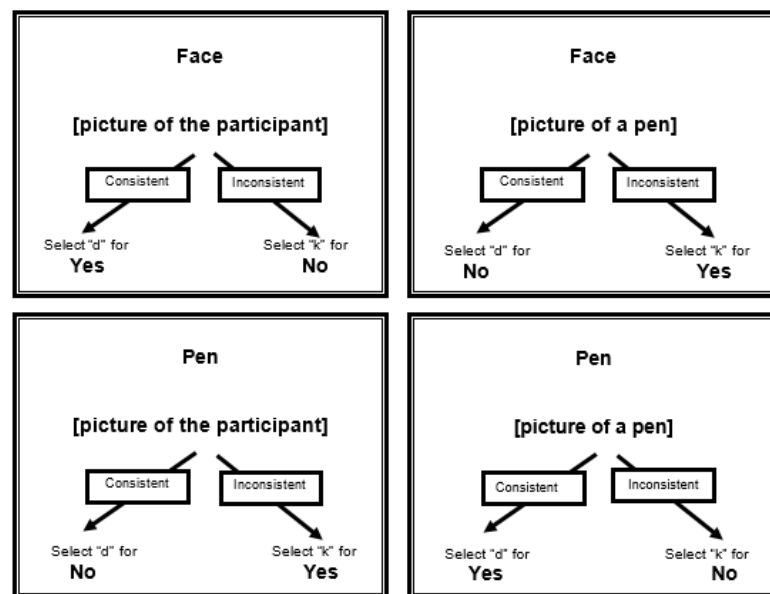 Face
[picture of the participant]
Consistent
Inconsistent
Select “d” for
Yes
Select “k” for
No
Face
[picture of a pen]
Consistent
Inconsistent
Select “d” for
No
Select “k” for
Yes
Pen
[picture of the participant]
Consistent
Inconsistent
Select “d” for
No
Select “k” for
Yes
Pen
[picture of a pen]
Consistent
Inconsistent
Select “d” for
Yes
Select “k” for
No